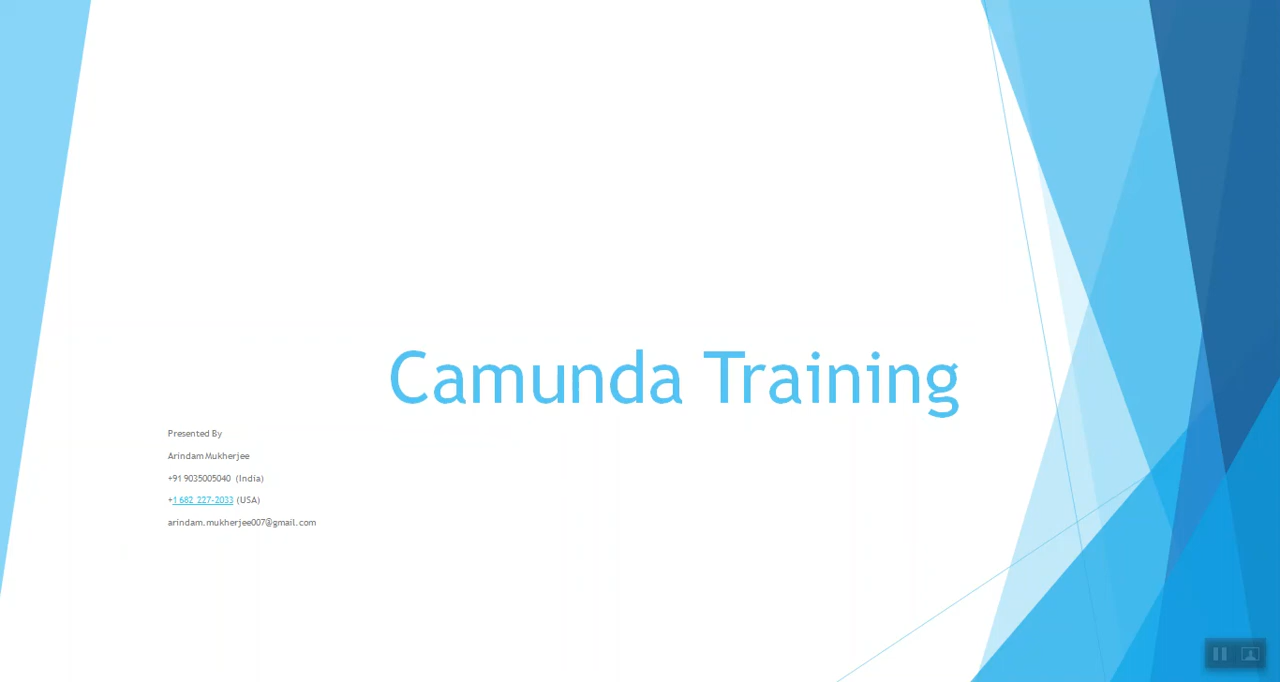 Camunda Training
Presented By
Arindam Mukherjee
+91 9035005040 (India)
+1 682 227-2033 (USA)
arindam.mukherjee007@gmail.com